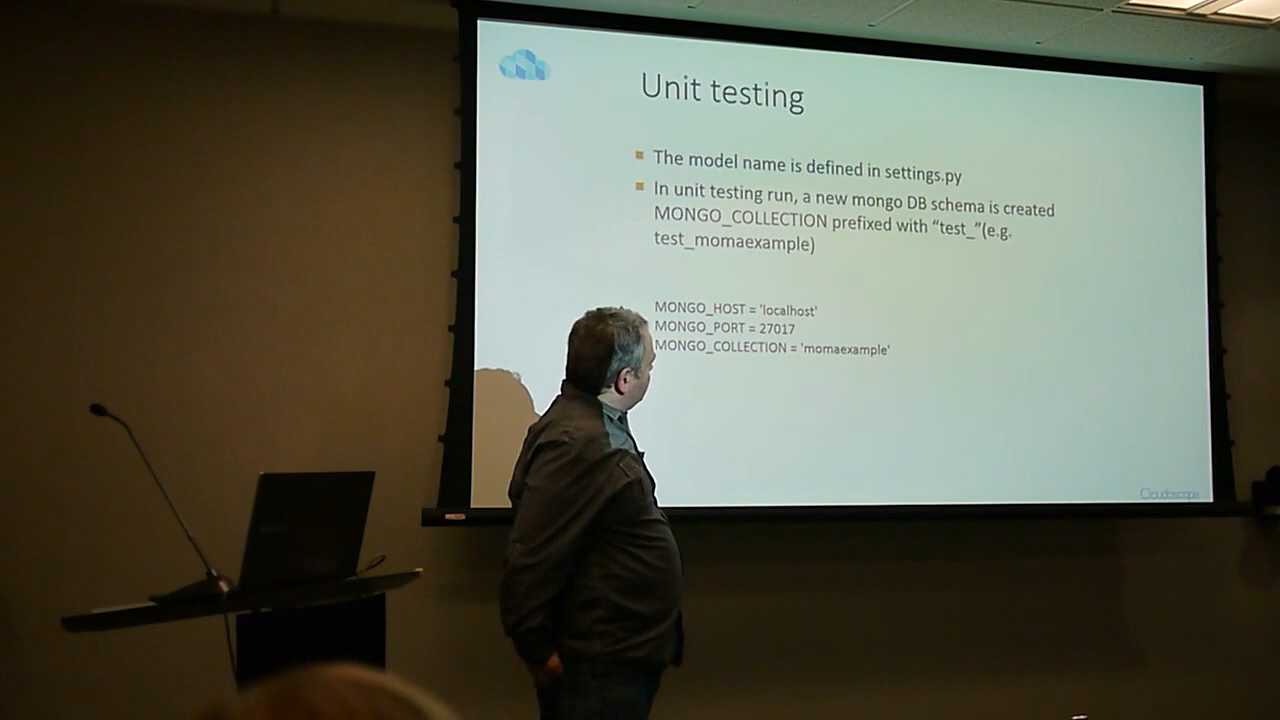 Unit testing
The model name is defined in settings.py
In unit testing run, a new mongo DB schema is created
MONGO_COLLECTION prefixed with “test_”(e.g.
test_momaexample)
MONGO_HOST = 'localhost'
MONGO_PORT = 27017
MONGO_COLLECTION = 'momaexample'
Cloudoscope